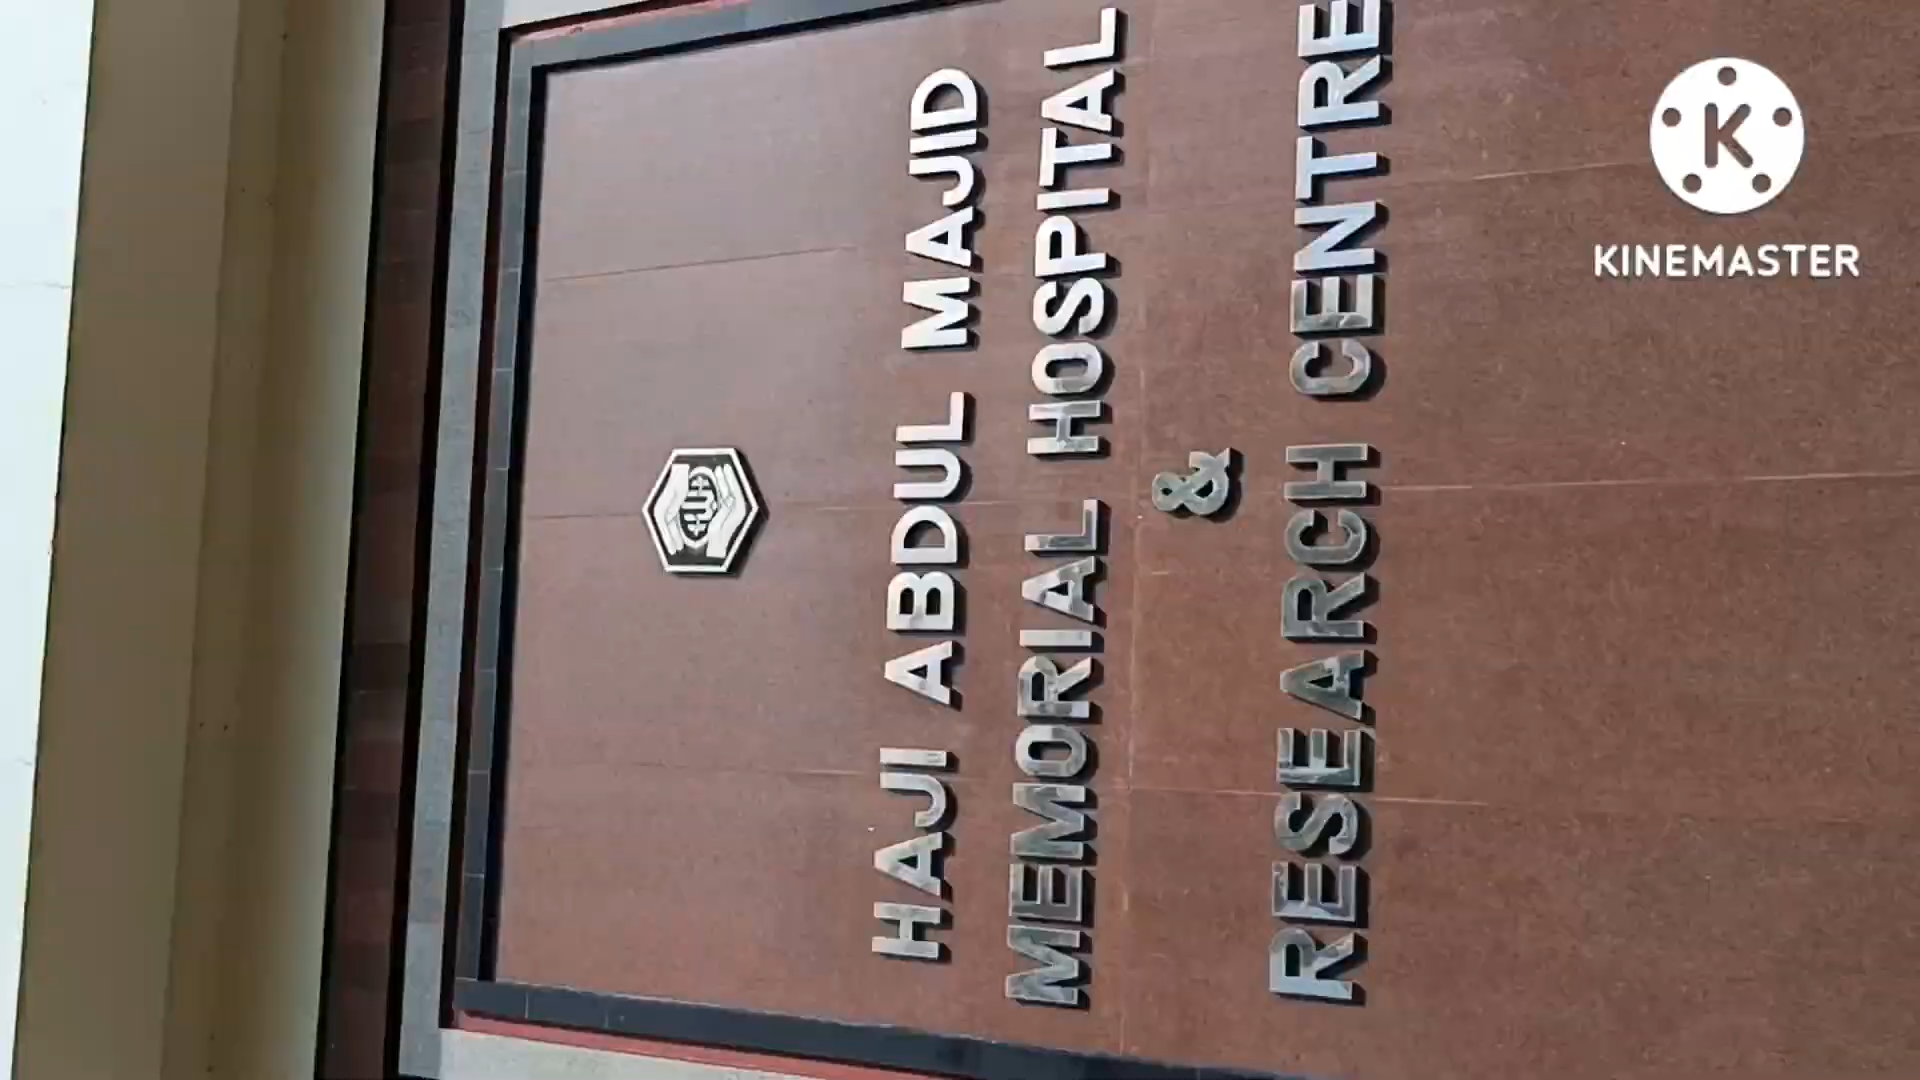 HAJI ABDUL MAJID
MEMORIAL HOSPITAL
&
RESEARCH CENTRE
K
KINEMASTER